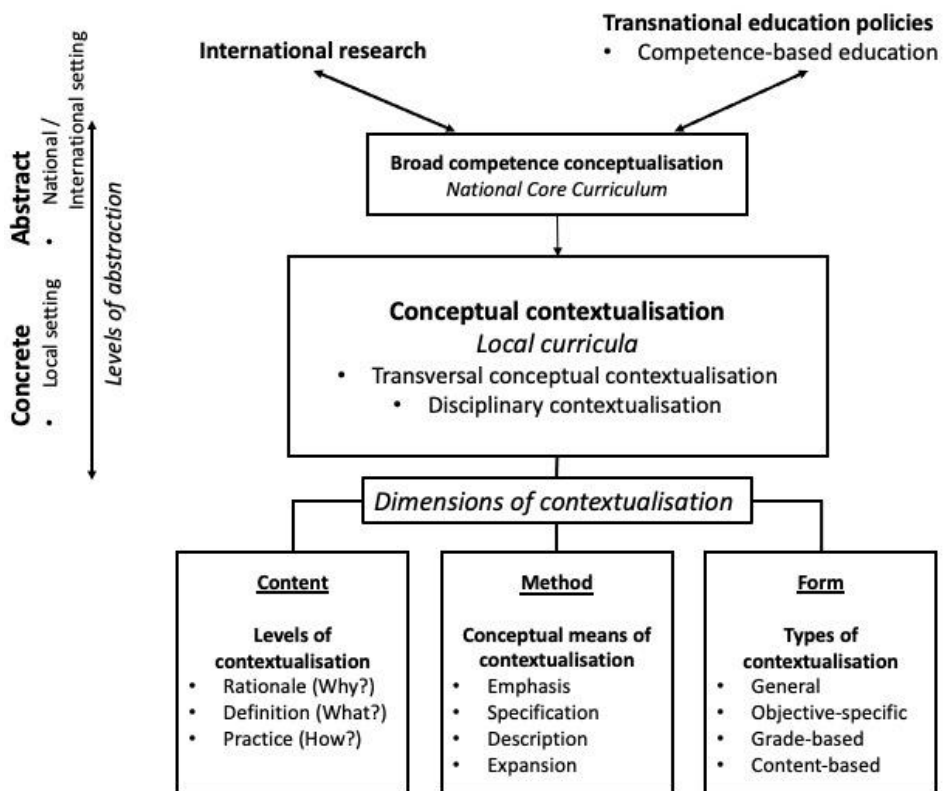 International research
Transnational education policies
• Competence-based education
Abstract
• National /
International setting
Concrete
• Local setting
Levels of abstraction
Broad competence conceptualisation
National Core Curriculum
Conceptual contextualisation
Local curricula
• Transversal conceptual contextualisation
• Disciplinary contextualisation
Dimensions of contextualisation
Content
Levels of
contextualisation
• Rationale (Why?)
• Definition (What?)
• Practice (How?)
Method
Conceptual means of
contextualisation
• Emphasis
• Specification
• Description
• Expansion
Form
Types of
contextualisation
• General
• Objective-specific
• Grade-based
• Content-based